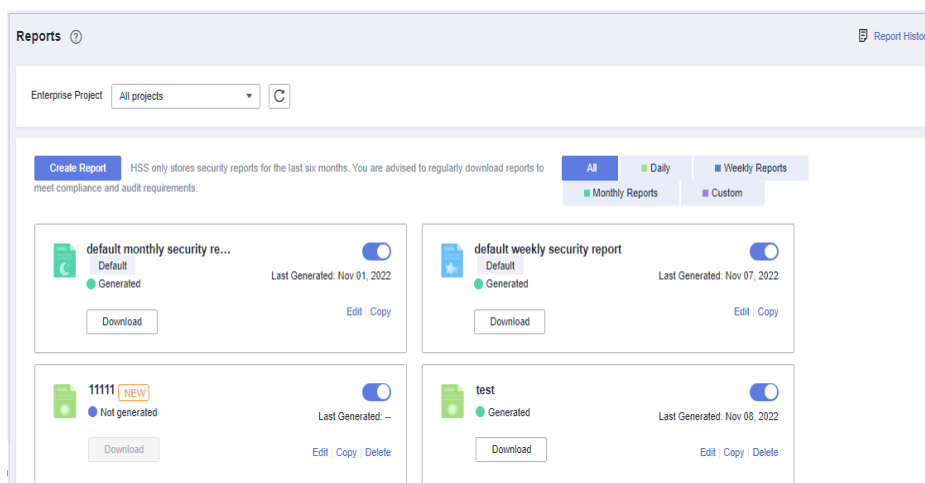 Reports
Report Histor
Enterprise Project All projects
Create Report HSS only stores security reports for the last six months. You are advised to regularly download reports to
meet compliance and audit requirements.
All Daily Weekly Reports
Monthly Reports Custom
default monthly security re...
Default
Generated
Last Generated: Nov 01, 2022
Download
Edit | Copy
default weekly security report
Default
Generated
Last Generated: Nov 07, 2022
Download
Edit | Copy
11111 NEW
Not generated
Last Generated: --
Download
Edit | Copy | Delete
test
Generated
Last Generated: Nov 08, 2022
Download
Edit | Copy | Delete